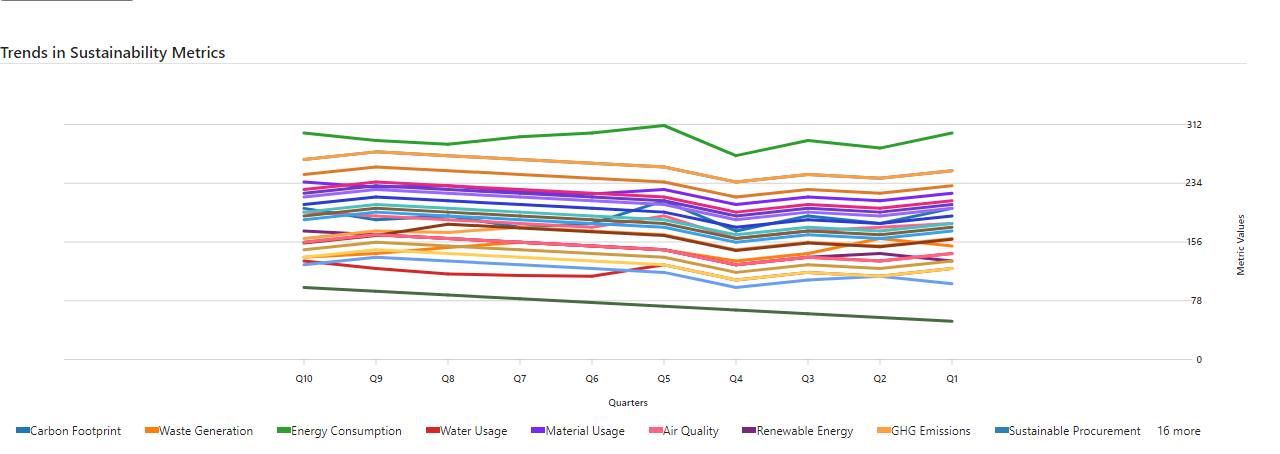 Trends in Sustainability Metrics
312
234
156
78
0
Metric Values
Q10 Q9 Q8 Q7 Q6 Q5 Q4 Q3 Q2 Q1
Quarters
Carbon Footprint Waste Generation Energy Consumption Water Usage Material Usage Air Quality Renewable Energy GHG Emissions Sustainable Procurement 16 more